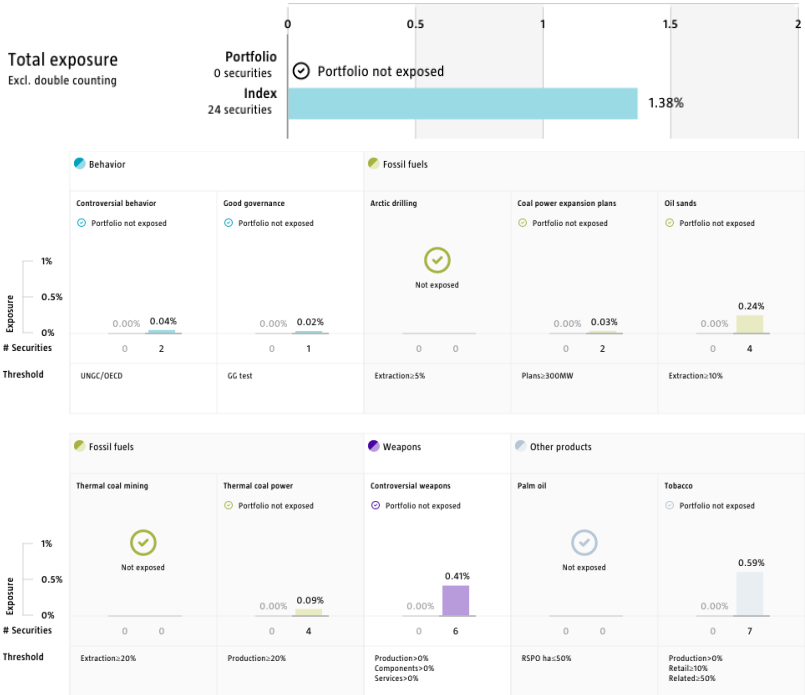 0 0.5 1 1.5 2
Total exposure
Excl. double counting
Portfolio
0 securities
Portfolio not exposed
Index
24 securities
1.38%
Behavior
Fossil fuels
Controversial behavior
Portfolio not exposed
Good governance
Portfolio not exposed
Arctic drilling
Not exposed
Coal power expansion plans
Portfolio not exposed
Oil sands
Portfolio not exposed
Exposure
1%
0.5%
0%
0.00% 0.04%
0.00% 0.02%
0.00% 0.03%
0.00% 0.24%
# Securities 0 2 0 1 0 0 0 2 0 4
Threshold UNGC/OECD GG test Extraction≥5% Plans≥300MW Extraction≥10%
Fossil fuels
Weapons
Other products
Thermal coal mining
Not exposed
Thermal coal power
Portfolio not exposed
Controversial weapons
Portfolio not exposed
Palm oil
Not exposed
Tobacco
Portfolio not exposed
Exposure
1%
0.5%
0%
0.00% 0.09%
0.00% 0.41%
0.00% 0.59%
# Securities 0 0 0 4 0 6 0 0 0 7
Threshold Extraction≥20% Production≥20% Production>0% RSPO ha≤50% Production>0%
Components>0% Retail≥10%
Services>0% Related≥50%